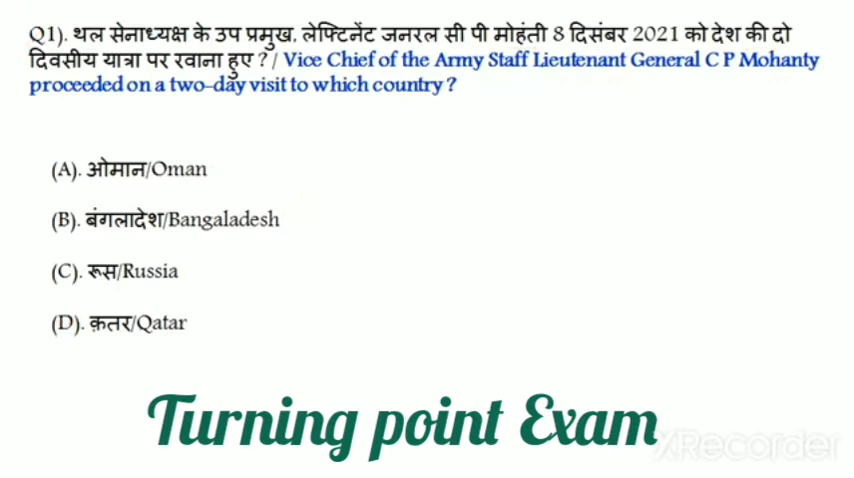 Q1). थल सेनाध्यक्ष के उप प्रमुख, लेफ्टिनेंट जनरल सी पी मोहंती 8 दिसंबर 2021 को देश की दो
दिवसीय यात्रा पर रवाना हुए ? / Vice Chief of the Army Staff Lieutenant General C P Mohanty
proceeded on a two-day visit to which country ?
(A). ओमान/Oman
(B). बंगलादेश/Bangaladesh
(C). रूस/Russia
(D). क़तर/Qatar
Turning point Exam
XRecorder